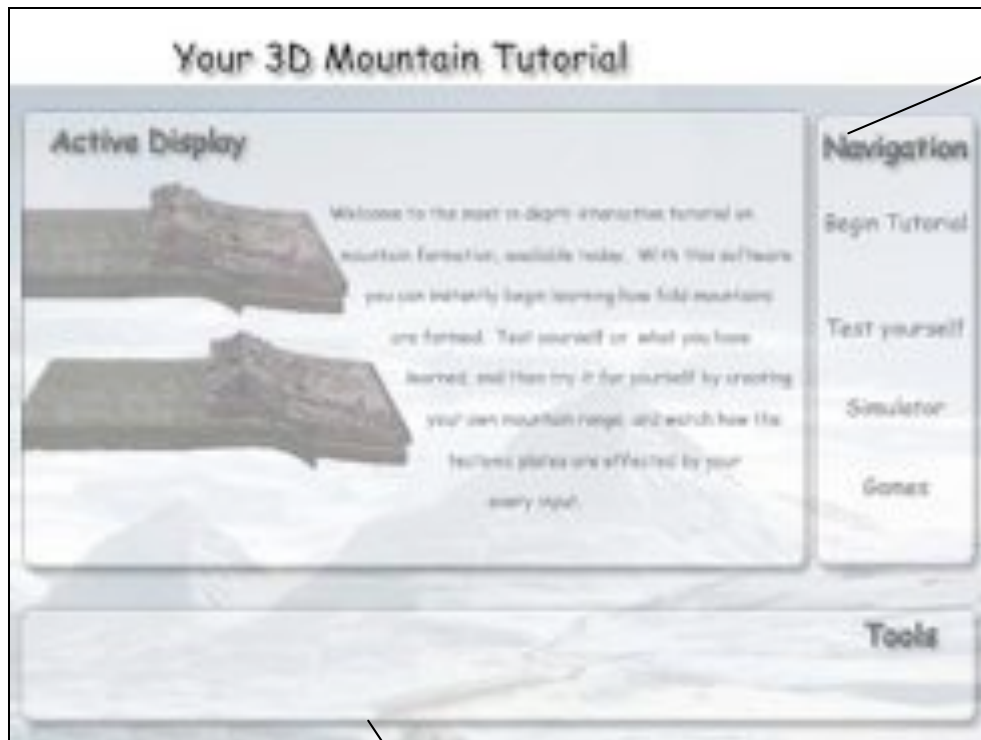 Your 3D Mountain Tutorial
Active Display
Welcome to the most in depth interactive tutorial on
mountain formation, available today. With this software
you can instantly begin learning how fold mountains
are formed. Test yourself or what you have
learned, and then try it for yourself by creating
your own mountain range, and watch how the
tectonic plates are effected by your
every input.
Navigation
Begin Tutorial
Test yourself
Simulator
Games
Tools